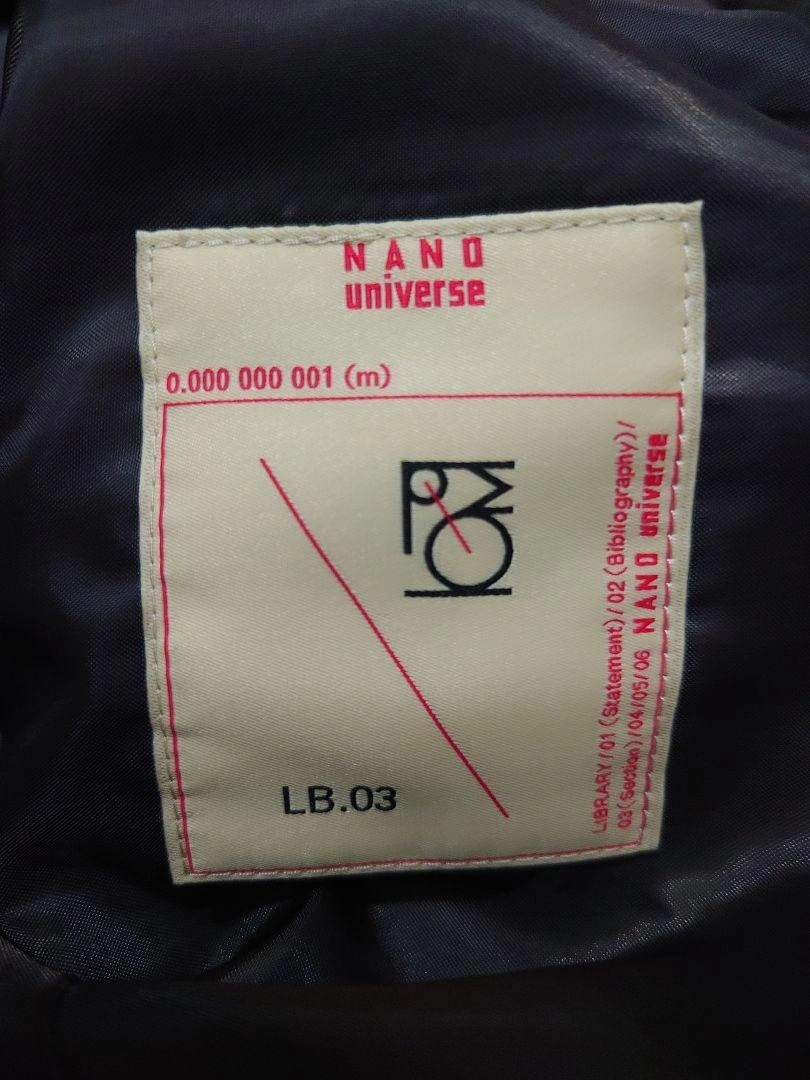 NANO
universe
0.000 000 001 (m)
LIBRARY/01(Statement)/02(Bibliography)/
03(Section)/04/05/06 NANO universe
LB.03